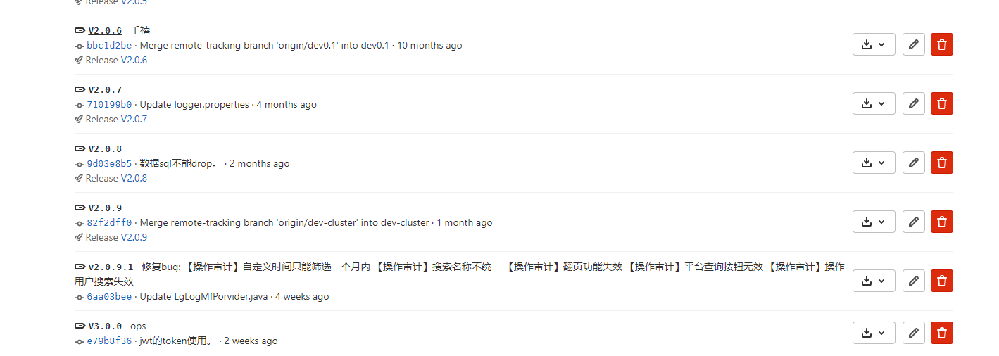 Release V2.0.5
V2.0.6 千禧
bbc1d2be · Merge remote-tracking branch 'origin/dev0.1' into dev0.1 · 10 months ago
Release V2.0.6
V2.0.7
710199b0 · Update logger.properties · 4 months ago
Release V2.0.7
V2.0.8
9d03e8b5 · 数据sql不能drop。 · 2 months ago
Release V2.0.8
V2.0.9
82f2dff0 · Merge remote-tracking branch 'origin/dev-cluster' into dev-cluster · 1 month ago
Release V2.0.9
v2.0.9.1 修复bug: 【操作审计】自定义时间只能筛选一个月内 【操作审计】搜索名称不统一 【操作审计】翻页功能失效 【操作审计】平台查询按钮无效 【操作审计】操作
用户搜索失效
6aa03bee · Update LgLogMfPorvider.java · 4 weeks ago
V3.0.0 ops
e79b8f36 · jwt的token使用。 · 2 weeks ago